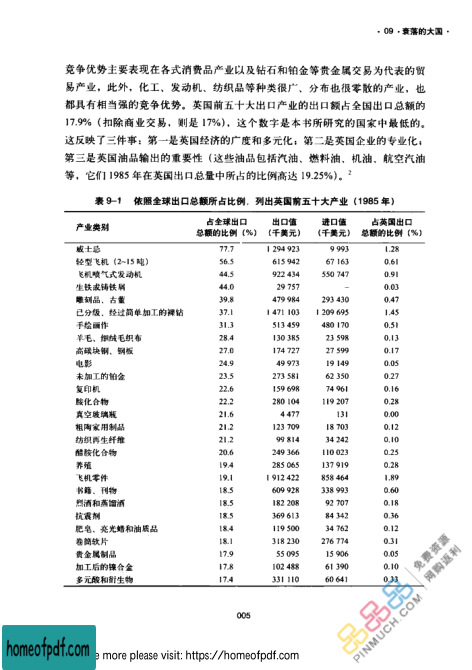 · 09 · 衰落的大国 ·
竞争优势主要表现在各式消费品产业以及钻石和铂金等贵金属交易为代表的贸
易产业，此外，化工、发动机、纺织品等种类很广、分布也很零散的产业，也
都具有相当强的竞争优势。英国前五十大出口产业的出口额占全国出口总额的
17.9%（扣除商业交易，则是 17%），这个数字是本书所研究的国家中最低的。
这反映了三件事：第一是英国经济的广度和多元化；第二是英国企业的专业化；
第三是英国油品输出的重要性（这些油品包括汽油、燃料油、机油、航空汽油
等，它们 1985 年在英国出口总量中所占的比例高达 19.25%）。2
表 9-1 依照全球出口总额所占比例，列出英国前五十大产业（1985 年）
产业类别 占全球出口总额的比例（%） 出口值（千美元） 进口值（千美元） 占英国出口总额的比例（%）
威士忌 77.7 1 294 923 9 993 1.28
轻型飞机（2~15 吨） 56.5 615 942 67 163 0.61
飞机喷气式发动机 44.5 922 434 550 747 0.91
生铁或铸铁屑 44.0 29 757 – 0.03
雕刻品、古董 39.8 479 984 293 430 0.47
已分级、经过简单加工的裸钻 37.1 1 471 103 1 209 695 1.45
手绘画作 31.3 513 459 480 170 0.51
羊毛、细绒毛织布 28.4 130 385 23 598 0.13
高碳块钢、钢板 27.0 174 727 27 599 0.17
电影 24.9 49 973 19 149 0.05
未加工的铂金 23.5 273 581 62 350 0.27
复印机 22.6 159 698 74 961 0.16
胺化合物 22.2 280 104 119 207 0.28
真空玻璃瓶 21.6 4 477 131 0.00
粗陶家用制品 21.2 123 709 18 703 0.12
纺织再生纤维 21.2 99 814 34 242 0.10
醋胺化合物 20.6 249 366 110 023 0.25
养殖 19.4 285 065 137 919 0.28
飞机零件 19.1 1 912 422 858 464 1.89
书籍、刊物 18.5 609 928 338 993 0.60
烈酒和蒸馏酒 18.5 182 208 92 707 0.18
抗震剂 18.5 369 613 84 342 0.36
肥皂、亮光蜡和油质品 18.4 119 500 34 762 0.12
卷筒软片 18.1 318 230 276 774 0.31
贵金属制品 17.9 55 095 15 906 0.05
加工后的镍合金 17.8 102 488 61 390 0.10
多元酸和衍生物 17.4 331 110 60 641 0.33
005
免费资源
网购返利
PINMUCH.COM
homeofpdf.com
e more please visit: https://homeofpdf.com